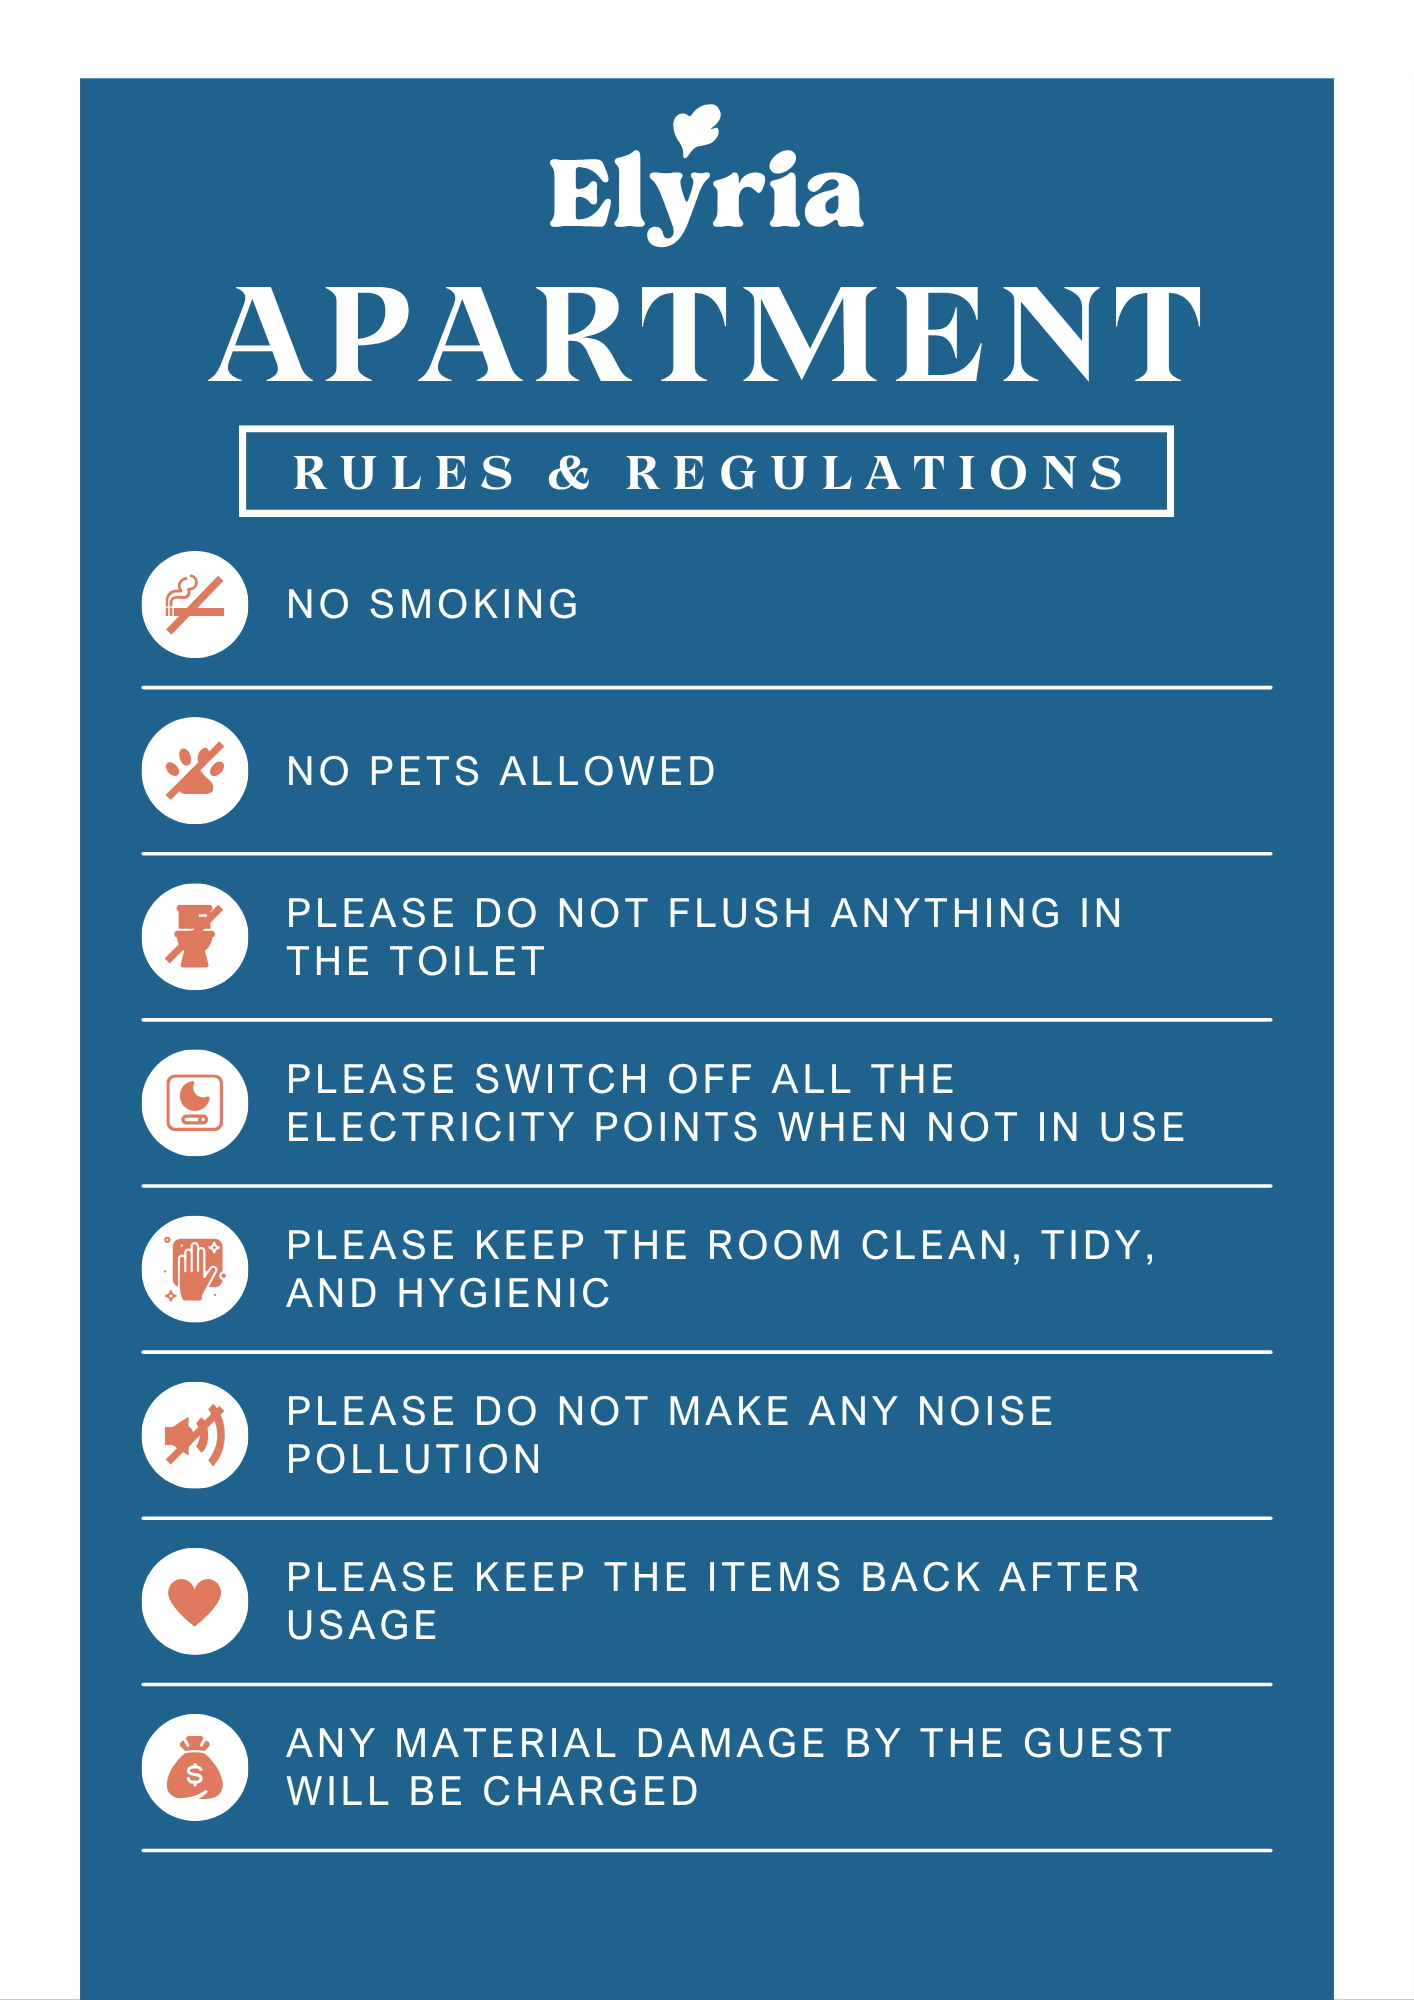 Elyria
APARTMENT
RULES & REGULATIONS
NO SMOKING
NO PETS ALLOWED
PLEASE DO NOT FLUSH ANYTHING IN
THE TOILET
PLEASE SWITCH OFF ALL THE
ELECTRICITY POINTS WHEN NOT IN USE
PLEASE KEEP THE ROOM CLEAN, TIDY,
AND HYGIENIC
PLEASE DO NOT MAKE ANY NOISE
POLLUTION
PLEASE KEEP THE ITEMS BACK AFTER
USAGE
$
ANY MATERIAL DAMAGE BY THE GUEST
WILL BE CHARGED